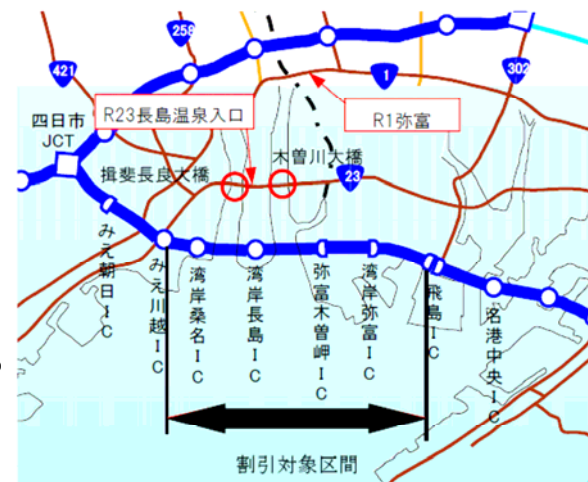 258
421
302
1
R23長島温泉入口
R1弥富
四日市
JCT
木曽川大橋
揖斐長良大橋
23
みえ朝日IC
みえ川越IC
湾岸桑名IC
湾岸長島IC
弥富木曽岬IC
湾岸弥富IC
飛島IC
名港中央IC
割引対象区間